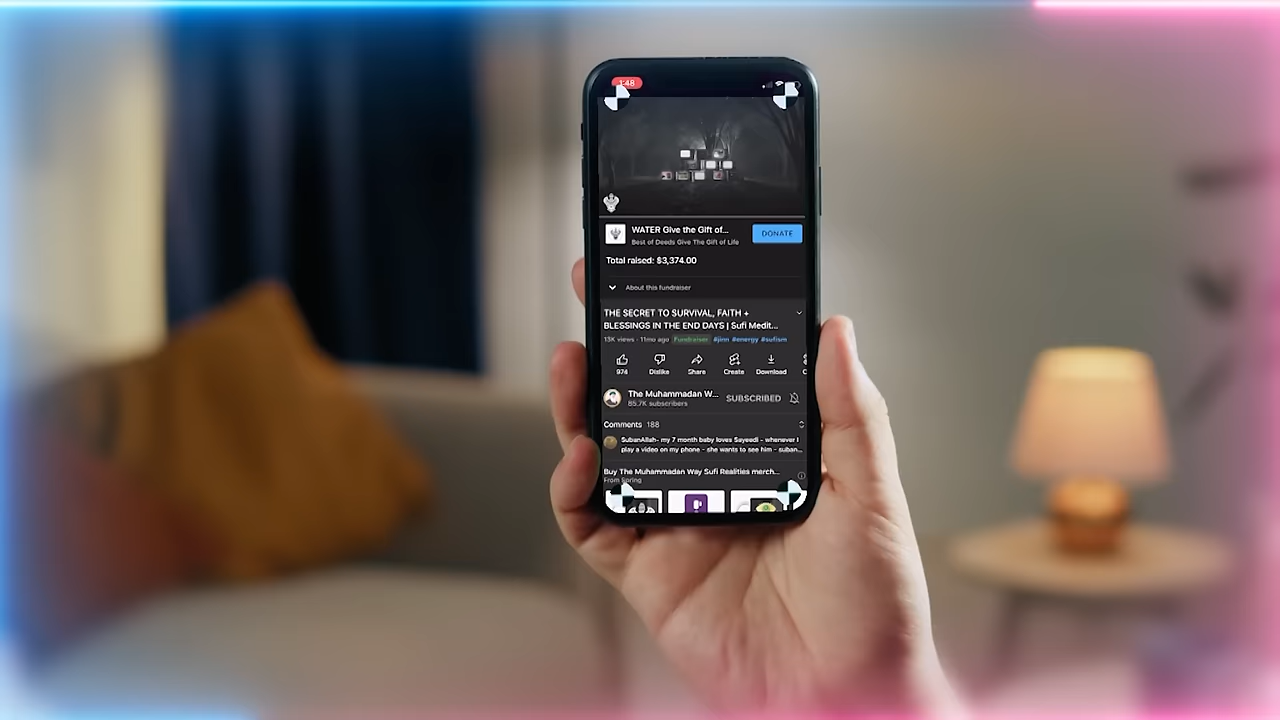 1:48
WATER Give the Gift of...
Best of Deeds Give The Gift of Life
DONATE
Total raised: $3,374.00
About this fundraiser
THE SECRET TO SURVIVAL, FAITH +
BLESSINGS IN THE END DAYS | Sufi Medit...
13K views · 11mo ago Fundraiser #jinn #energy #sufism
974 Dislike Share Create Download
The Muhammadan W... SUBSCRIBED
85.7K subscribers
Comments 188
SubanAllah- my 7 month baby loves Sayeedi - whenever I
play a video on my phone - she wants to see him - suban...
Buy The Muhammadan Way Sufi Realities merch...
From Spring